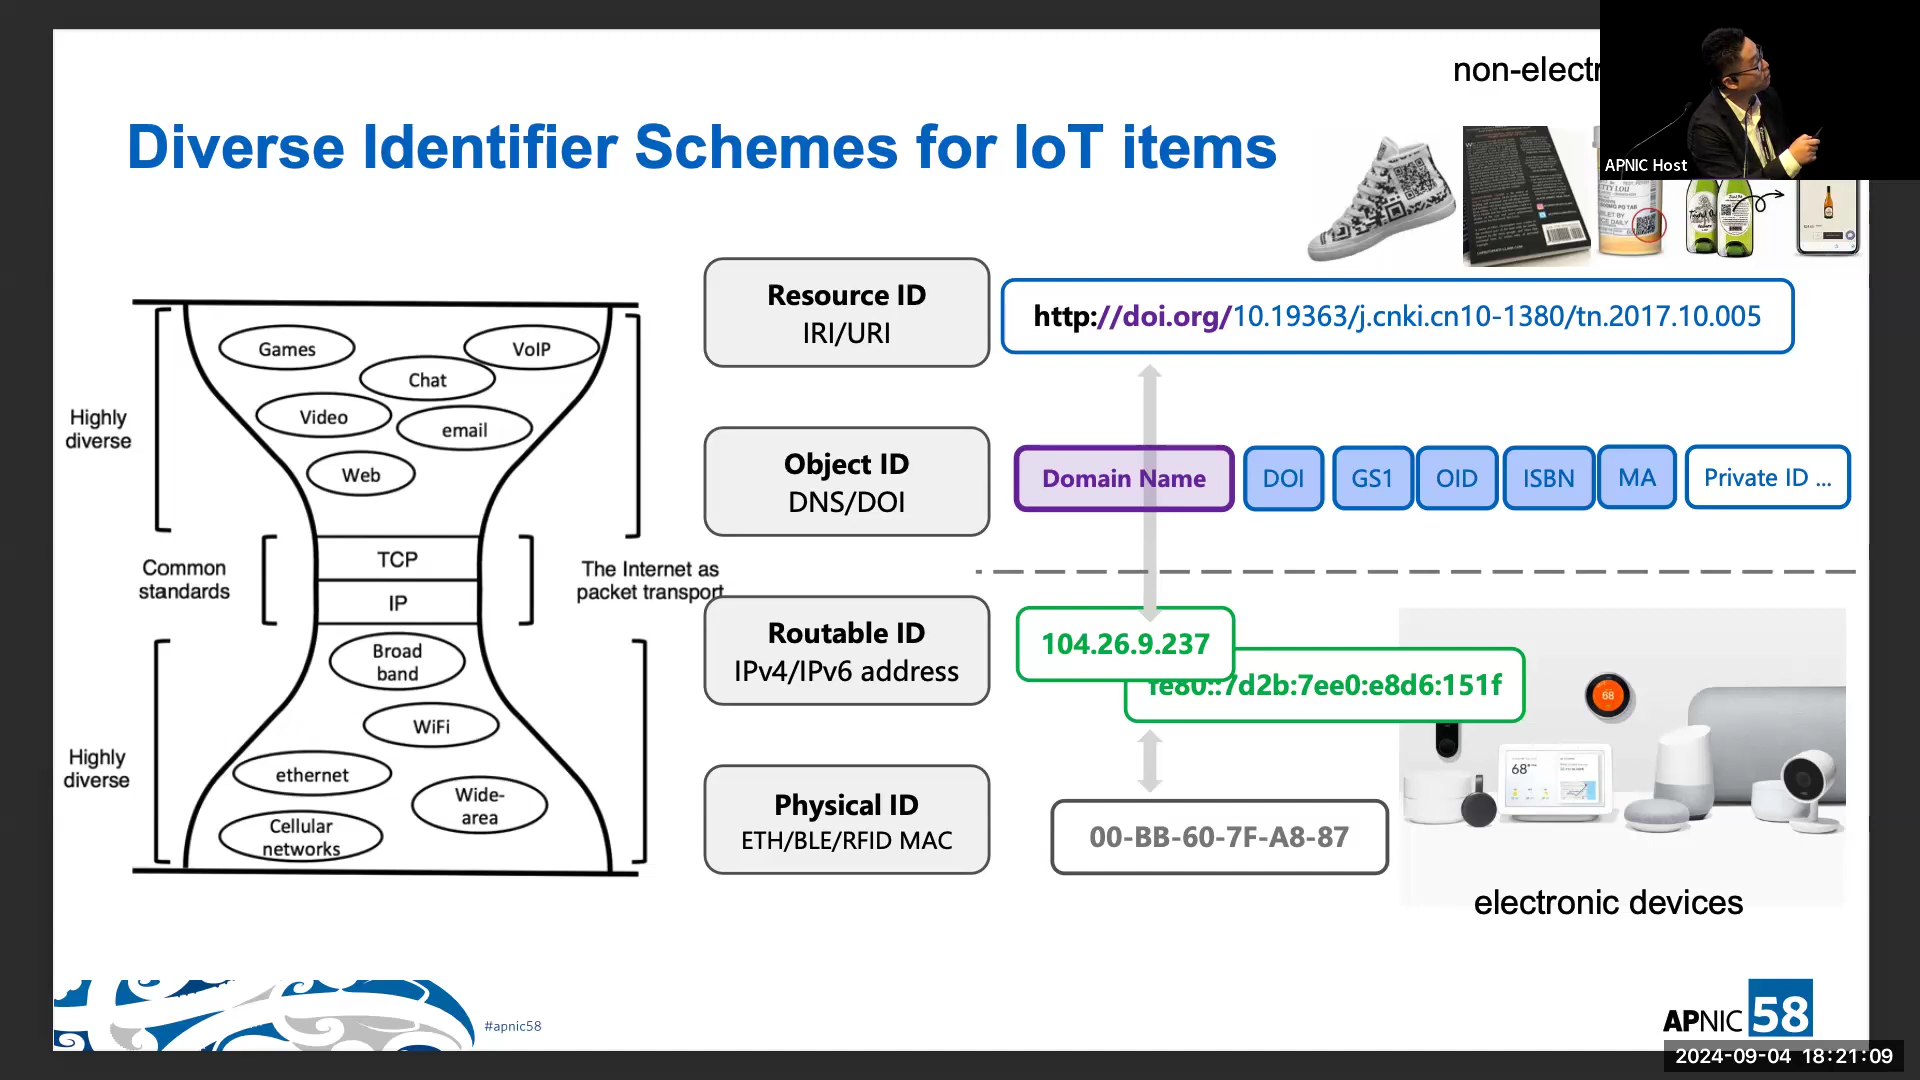 non-electr
APNIC Host
Diverse Identifier Schemes for IoT items
Highly
diverse
Games
VoIP
Chat
Video
email
Web
Common
standards
TCP
IP
The Internet as
packet transport
Highly
diverse
Broad
band
WiFi
ethernet
Wide-
area
Cellular
networks
Resource ID
IRI/URI
http://doi.org/10.19363/j.cnki.cn10-1380/tn.2017.10.005
Object ID
DNS/DOI
Domain Name
DOI
GS1
OID
ISBN
MA
Private ID ...
Routable ID
IPv4/IPv6 address
104.26.9.237
fe80::7d2b:7ee0:e8d6:151f
Physical ID
ETH/BLE/RFID MAC
00-BB-60-7F-A8-87
68
68°
electronic devices
#apnic58
APNIC 58
2024-09-04 18:21:09